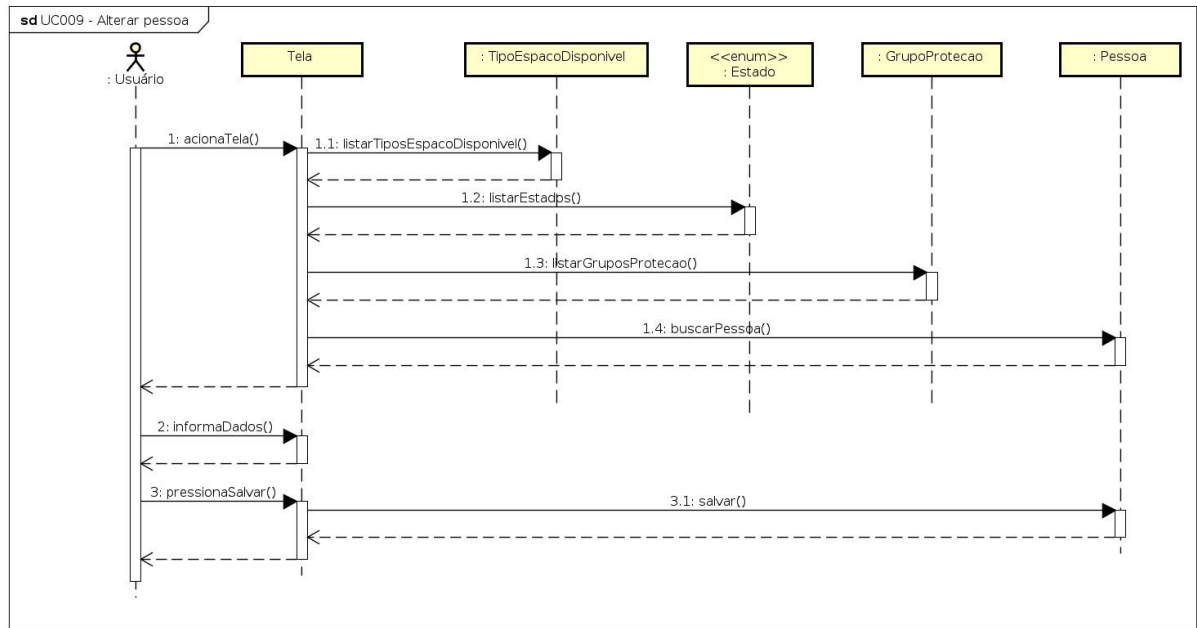 sd UC009 - Alterar pessoa
: Usuário
Tela
: TipoEspacoDisponivel
<<enum>>
: Estado
: GrupoProtecao
: Pessoa
1: acionaTela()
1.1: listarTiposEspacoDisponivel()
1.2: listarEstados()
1.3: listarGruposProtecao()
1.4: buscarPessoa()
2: informaDados()
3: pressionaSalvar()
3.1: salvar()